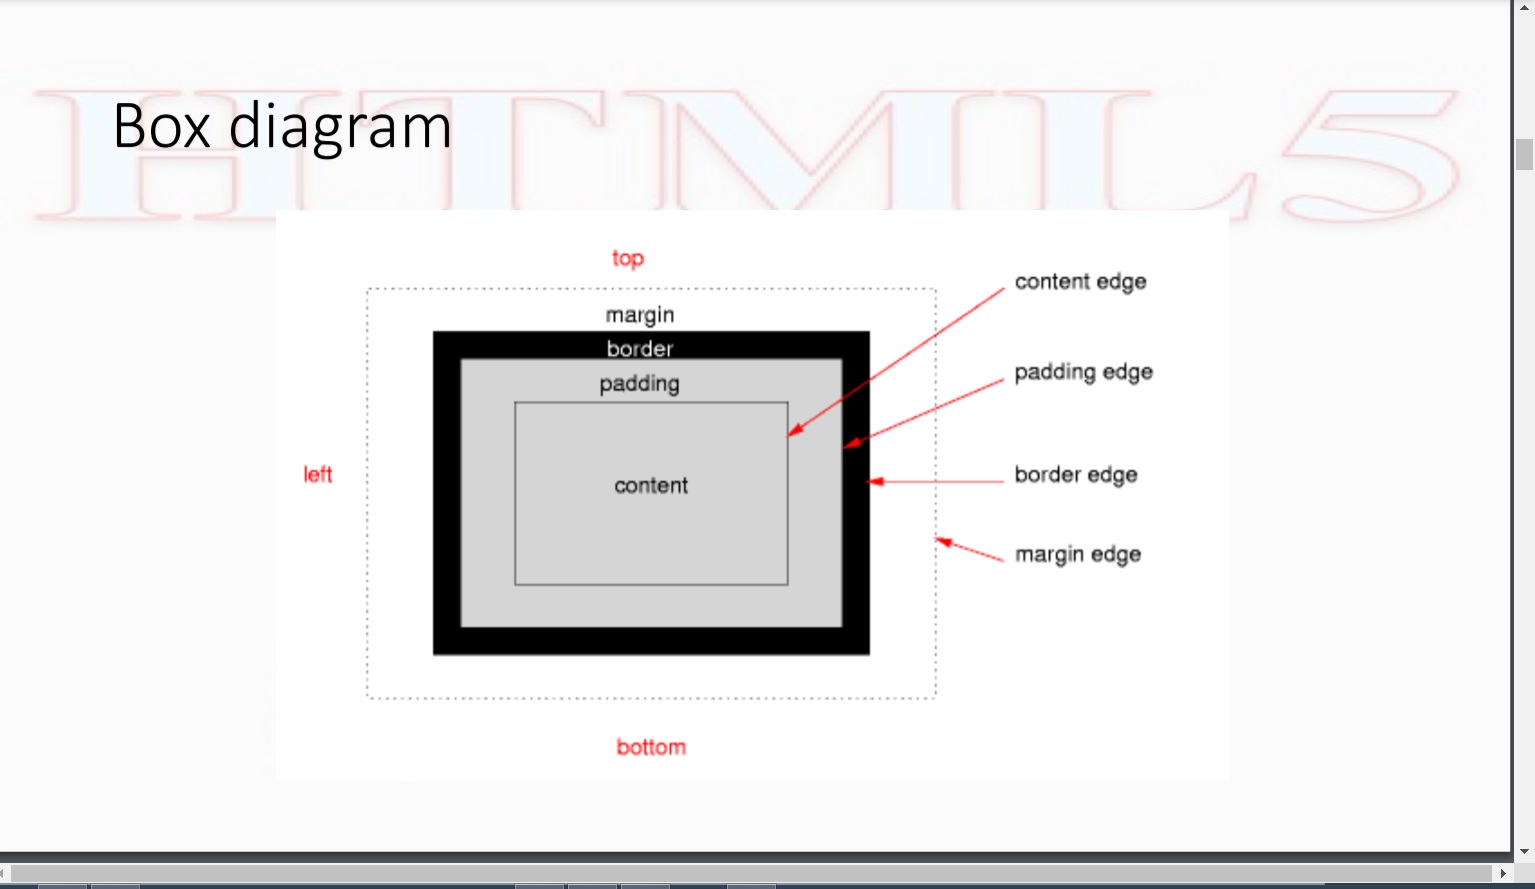 HTML5
Box diagram
top
content edge
margin
border
padding edge
padding
left
border edge
content
margin edge
bottom